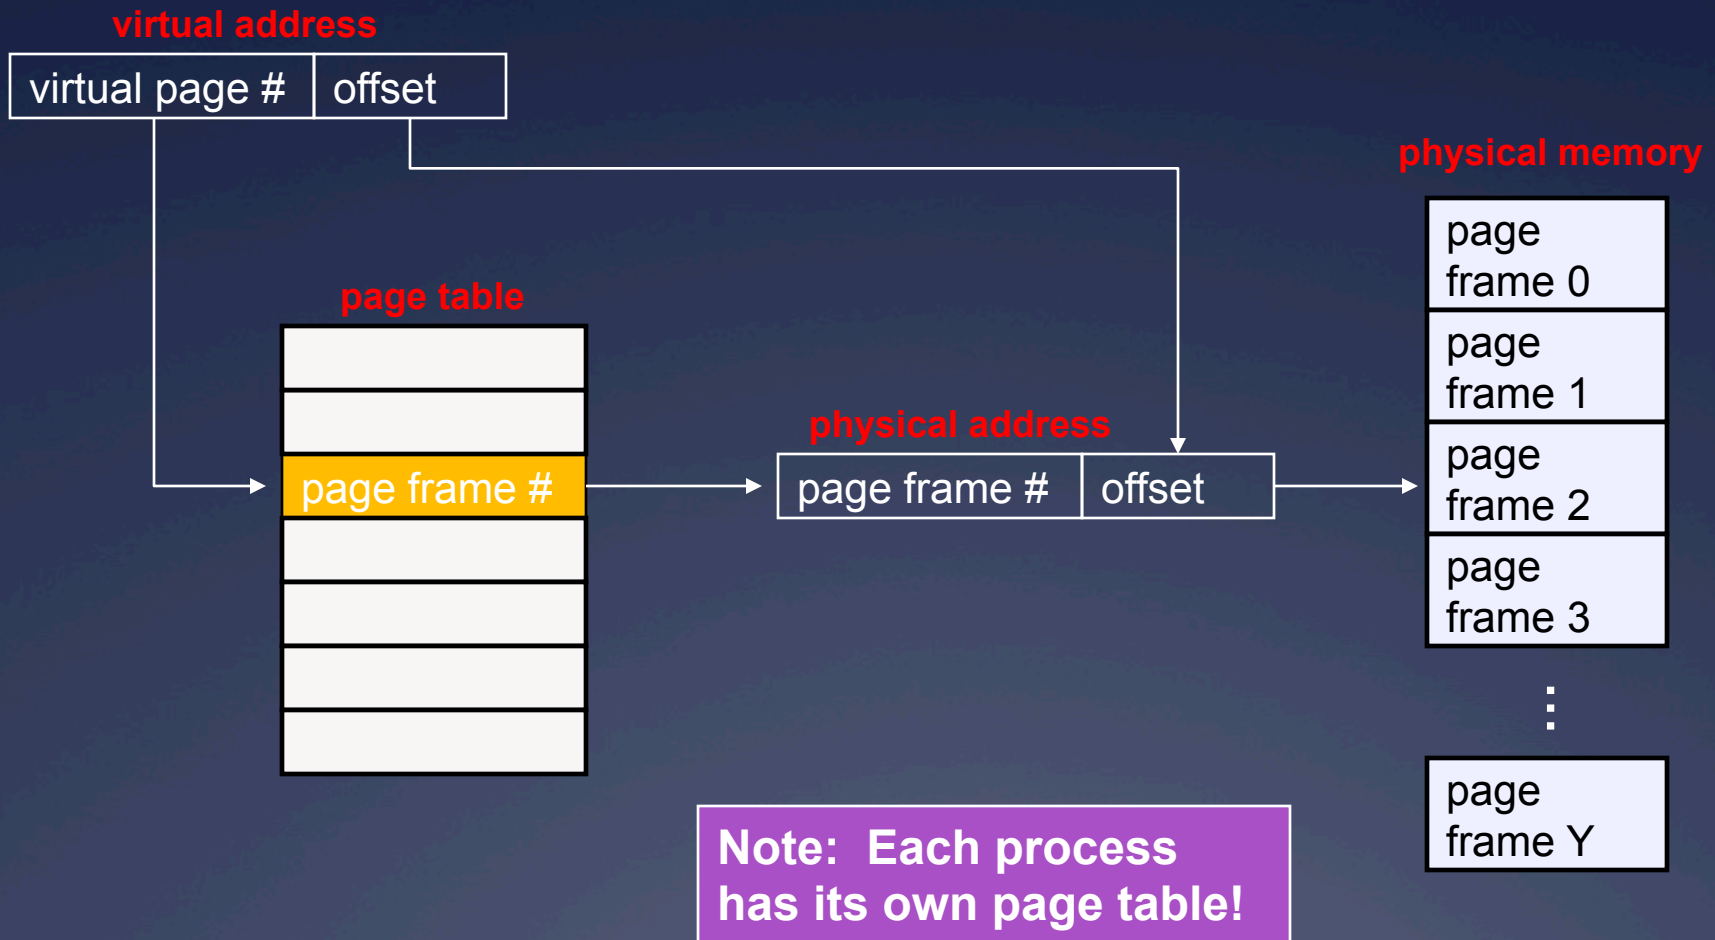 virtual address
virtual page #
offset
physical memory
page
frame 0
page
frame 1
page
frame 2
page
frame 3
page
frame Y
page table
page frame #
physical address
page frame #
offset
Note:  Each process
has its own page table!